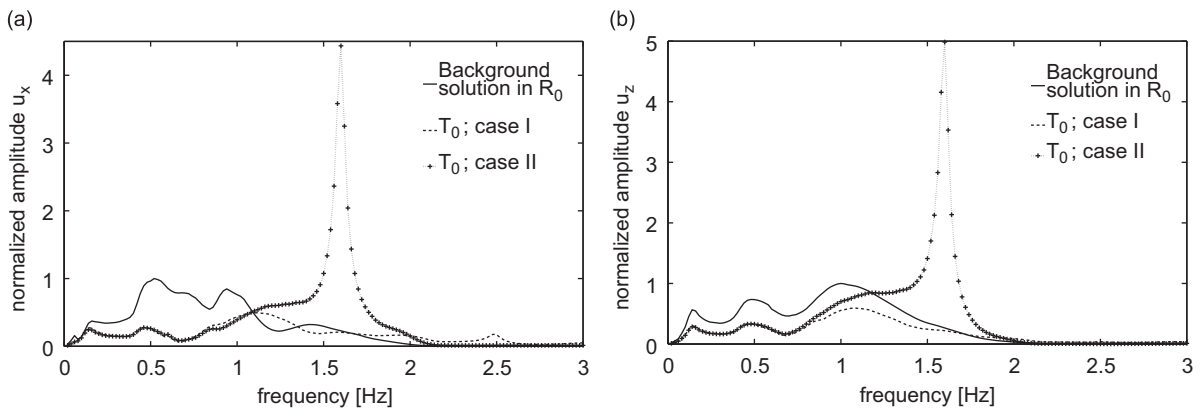 (a)
normalized amplitude u_x
4
3
2
1
0
0 0.5 1 1.5 2 2.5 3
frequency [Hz]
Background
solution in R_0
T_0 ; case I
T_0 ; case II
(b)
normalized amplitude u_z
5
4
3
2
1
0
0 0.5 1 1.5 2 2.5 3
frequency [Hz]
Background
solution in R_0
T_0 ; case I
T_0 ; case II